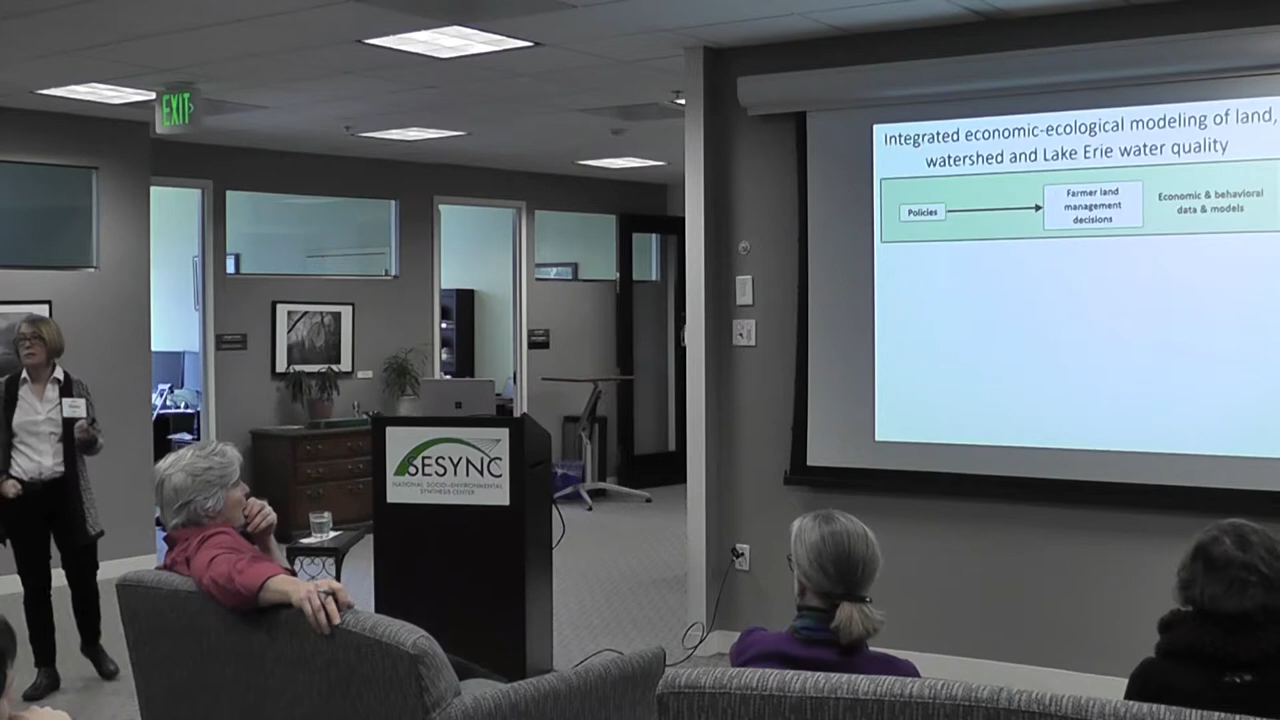 EXIT
Integrated economic-ecological modeling of land,
watershed and Lake Erie water quality
Policies
Farmer land
management
decisions
Economic & behavioral
data & models
SESYNC
NATIONAL SOCIO-ENVIRONMENTAL
SYNTHESIS CENTER